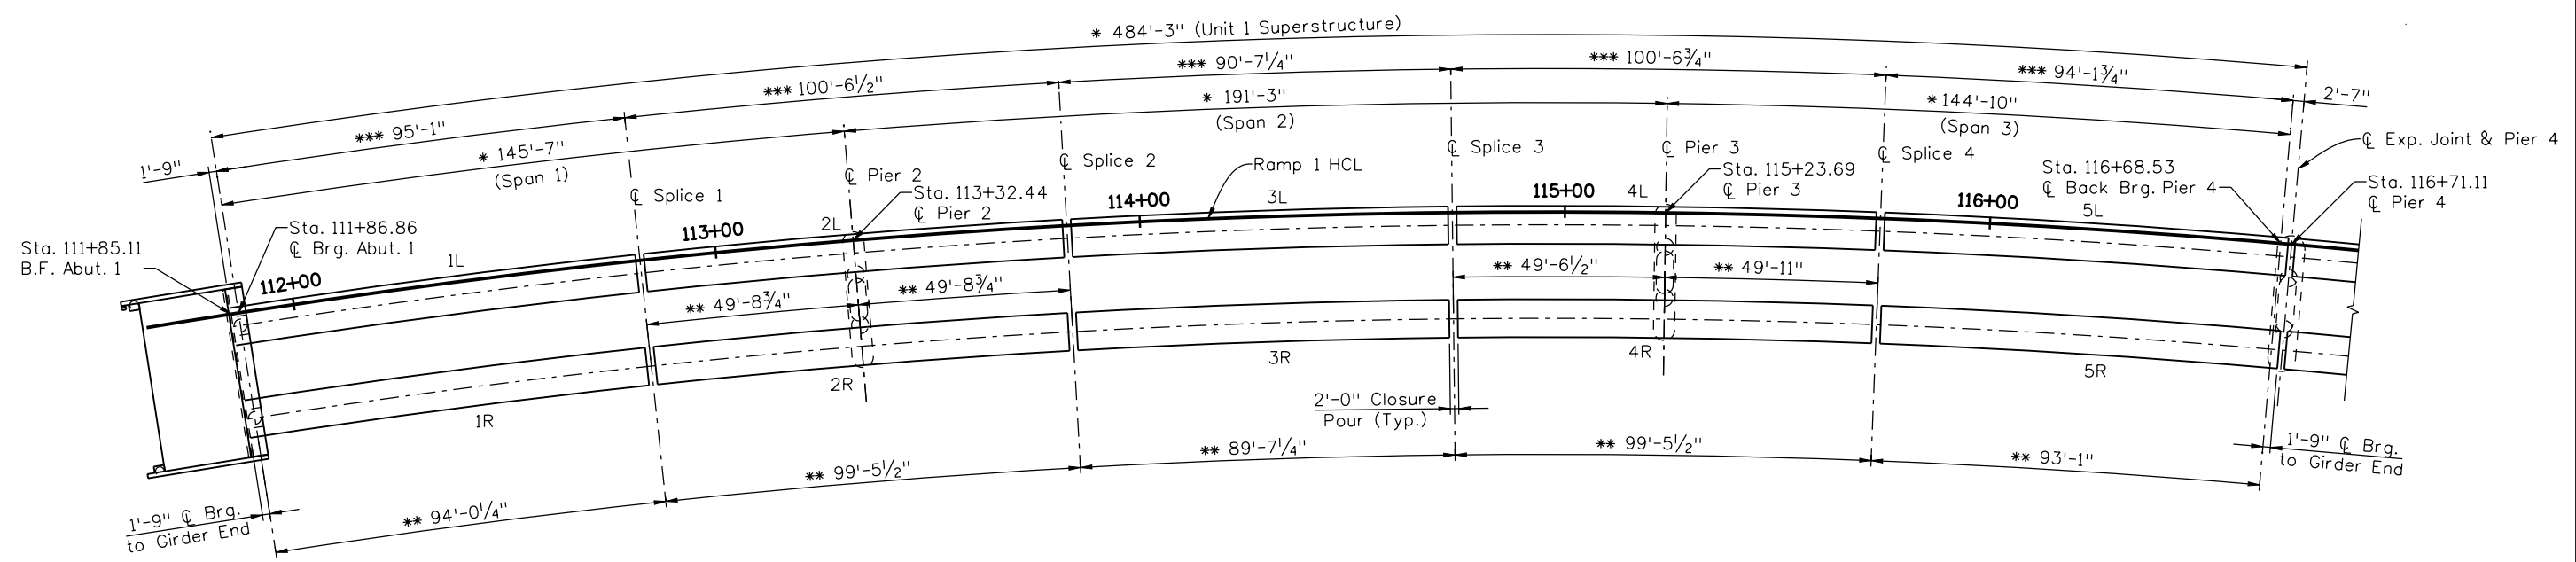 * 484'-3" (Unit 1 Superstructure)
*** 95'-1"
*** 100'-6½"
*** 90'-7¼"
*** 100'-6¾"
*** 94'-1¾"
2'-7"
1'-9"
* 145'-7"
(Span 1)
* 191'-3"
(Span 2)
* 144'-10"
(Span 3)
℄ Splice 1
℄ Pier 2
℄ Splice 2
℄ Splice 3
℄ Pier 3
℄ Splice 4
℄ Exp. Joint & Pier 4
Sta. 111+85.11
B.F. Abut. 1
Sta. 111+86.86
℄ Brg. Abut. 1
Sta. 113+32.44
℄ Pier 2
Ramp 1 HCL
Sta. 115+23.69
℄ Pier 3
Sta. 116+68.53
℄ Back Brg. Pier 4
Sta. 116+71.11
℄ Pier 4
112+00
113+00
114+00
115+00
116+00
1L
2L
3L
4L
5L
** 49'-8¾"
** 49'-8¾"
** 49'-6½"
** 49'-11"
1R
2R
3R
4R
5R
2'-0" Closure
Pour (Typ.)
1'-9" ℄ Brg.
to Girder End
** 94'-0¼"
** 99'-5½"
** 89'-7¼"
** 99'-5½"
** 93'-1"
1'-9" ℄ Brg.
to Girder End